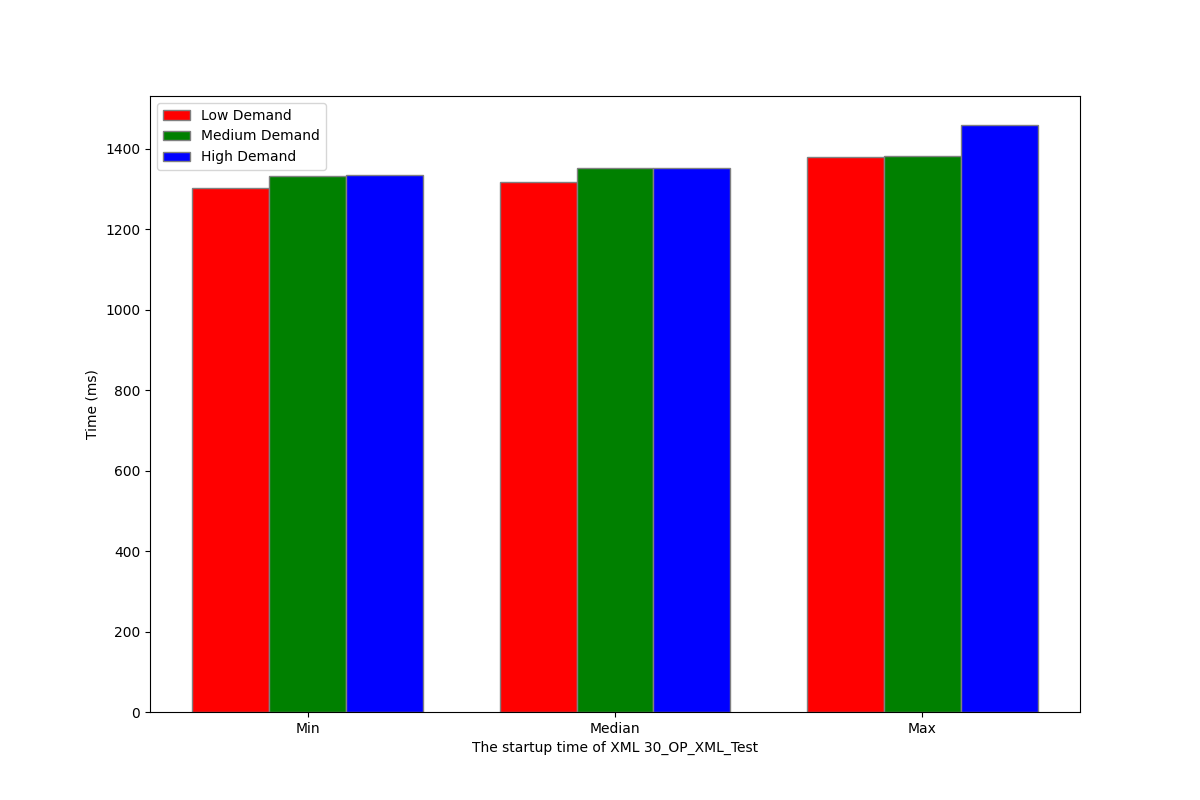 Low Demand
Medium Demand
High Demand
1400
1200
1000
800
600
400
200
0
Time (ms)
Min Median Max
The startup time of XML 30_OP_XML_Test